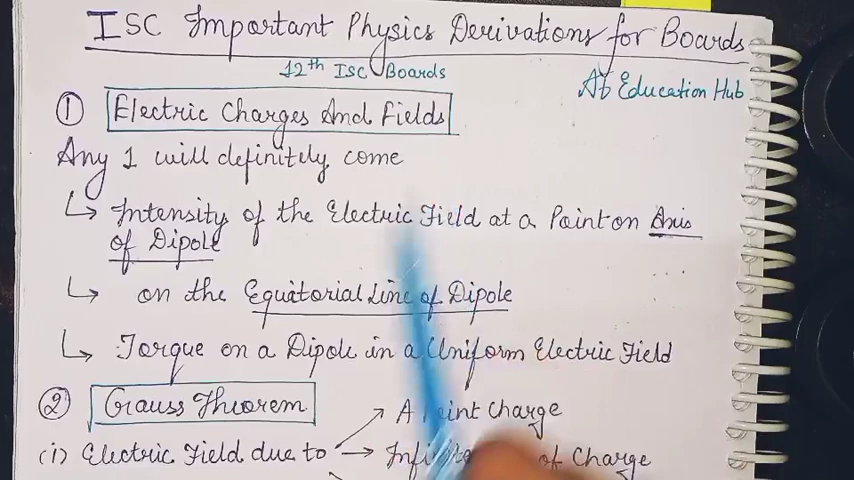 ISC Important Physics Derivations for Boards
12th ISC Boards
Ab Education Hub
① Electric Charges And Fields
Any 1 will definitely come
↳ Intensity of the Electric Field at a Point on Axis
of Dipole
↳ on the Equitorial Line of Dipole
↳ Torque on a Dipole in a Uniform Electric Field
② Gauss Theorem
(i) Electric Field due to → A Point Charge
→ of Charge